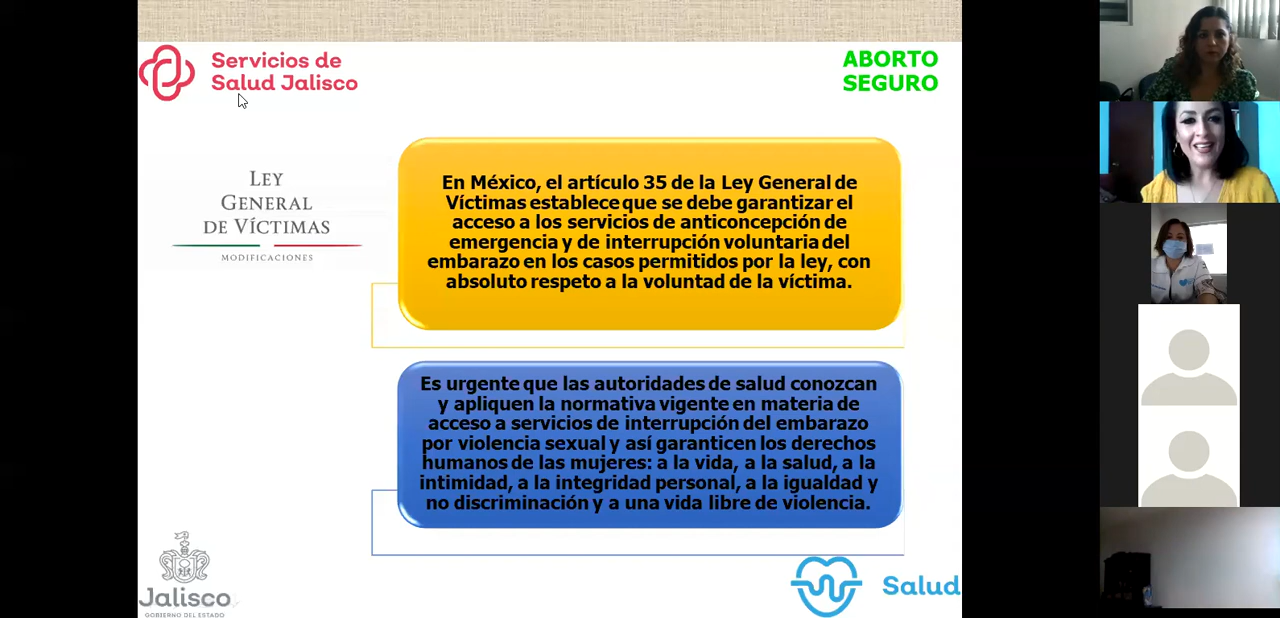 Servicios de
Salud Jalisco
ABORTO
SEGURO
LEY
GENERAL
DE VÍCTIMAS
MODIFICACIONES
En México, el artículo 35 de la Ley General de
Víctimas establece que se debe garantizar el
acceso a los servicios de anticoncepción de
emergencia y de interrupción voluntaria del
embarazo en los casos permitidos por la ley, con
absoluto respeto a la voluntad de la víctima.
Es urgente que las autoridades de salud conozcan
y apliquen la normativa vigente en materia de
acceso a servicios de interrupción del embarazo
por violencia sexual y así garanticen los derechos
humanos de las mujeres: a la vida, a la salud, a la
intimidad, a la integridad personal, a la igualdad y
no discriminación y a una vida libre de violencia.
Jalisco
GOBIERNO DEL ESTADO
Salud